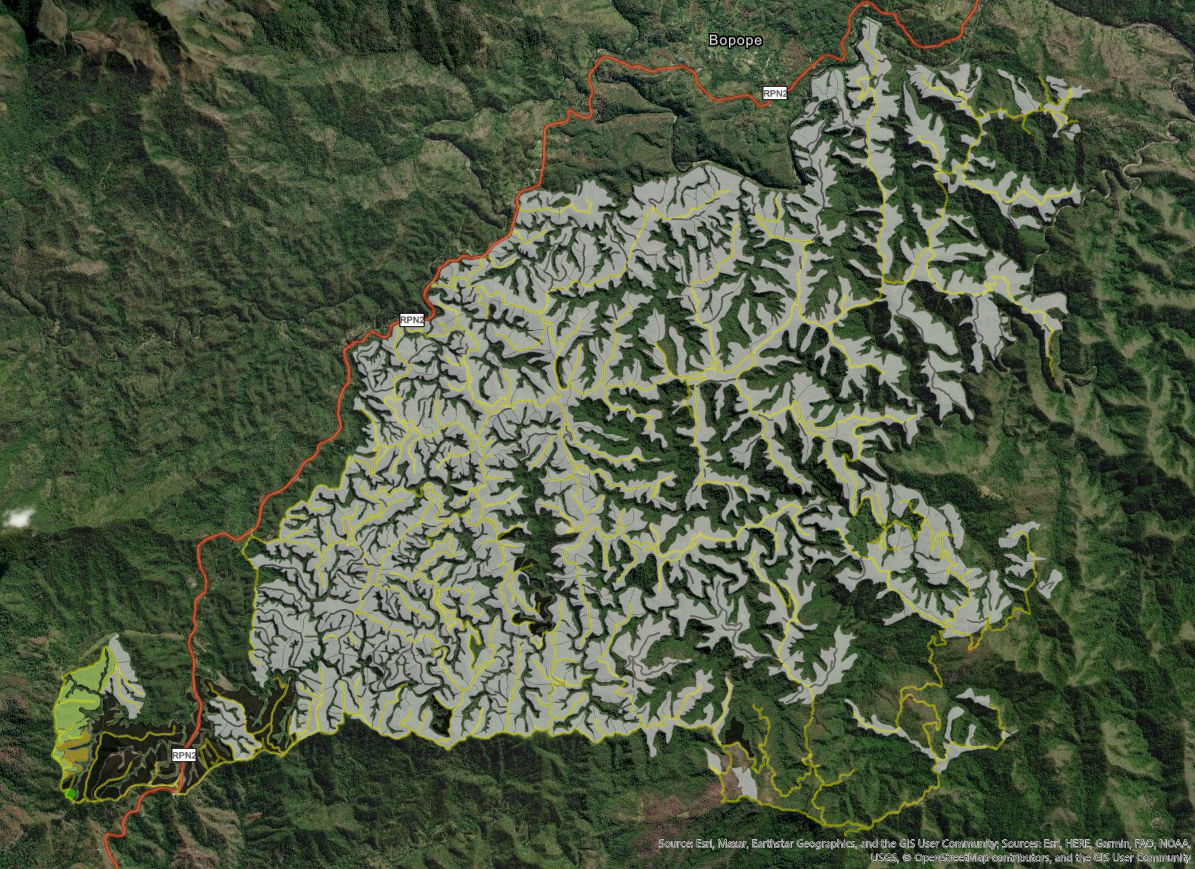 Bopope
RPN2
RPN2
RPN2
Source: Esri, Maxar, Earthstar Geographics, and the GIS User Community; Sources: Esri, HERE, Garmin, FAO, NOAA,
USGS, © OpenStreetMap contributors, and the GIS User Community